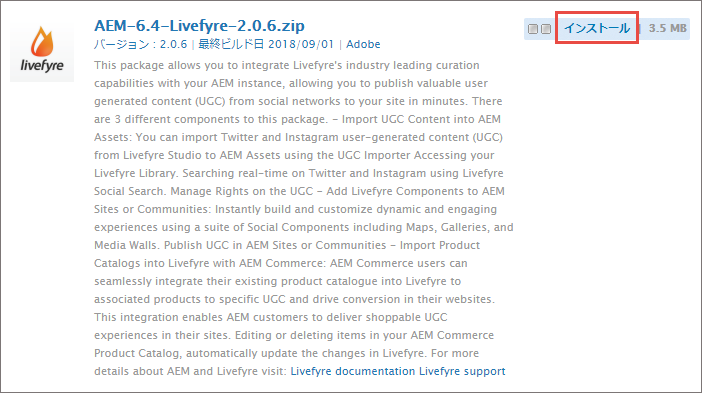 livefyre
AEM-6.4-Livefyre-2.0.6.zip
インストール | 3.5 MB
バージョン : 2.0.6 | 最終ビルド日 2018/09/01 | Adobe
This package allows you to integrate Livefyre's industry leading curation
capabilities with your AEM instance, allowing you to publish valuable user
generated content (UGC) from social networks to your site in minutes. There
are 3 different components to this package. - Import UGC Content into AEM
Assets: You can import Twitter and Instagram user-generated content (UGC)
from Livefyre Studio to AEM Assets using the UGC Importer Accessing your
Livefyre Library. Searching real-time on Twitter and Instagram using Livefyre
Social Search. Manage Rights on the UGC - Add Livefyre Components to AEM
Sites or Communities: Instantly build and customize dynamic and engaging
experiences using a suite of Social Components including Maps, Galleries, and
Media Walls. Publish UGC in AEM Sites or Communities - Import Product
Catalogs into Livefyre with AEM Commerce: AEM Commerce users can
seamlessly integrate their existing product catalogue into Livefyre to
associated products to specific UGC and drive conversion in their websites.
This integration enables AEM customers to deliver shoppable UGC
experiences in their sites. Editing or deleting items in your AEM Commerce
Product Catalog, automatically update the changes in Livefyre. For more
details about AEM and Livefyre visit: Livefyre documentation Livefyre support